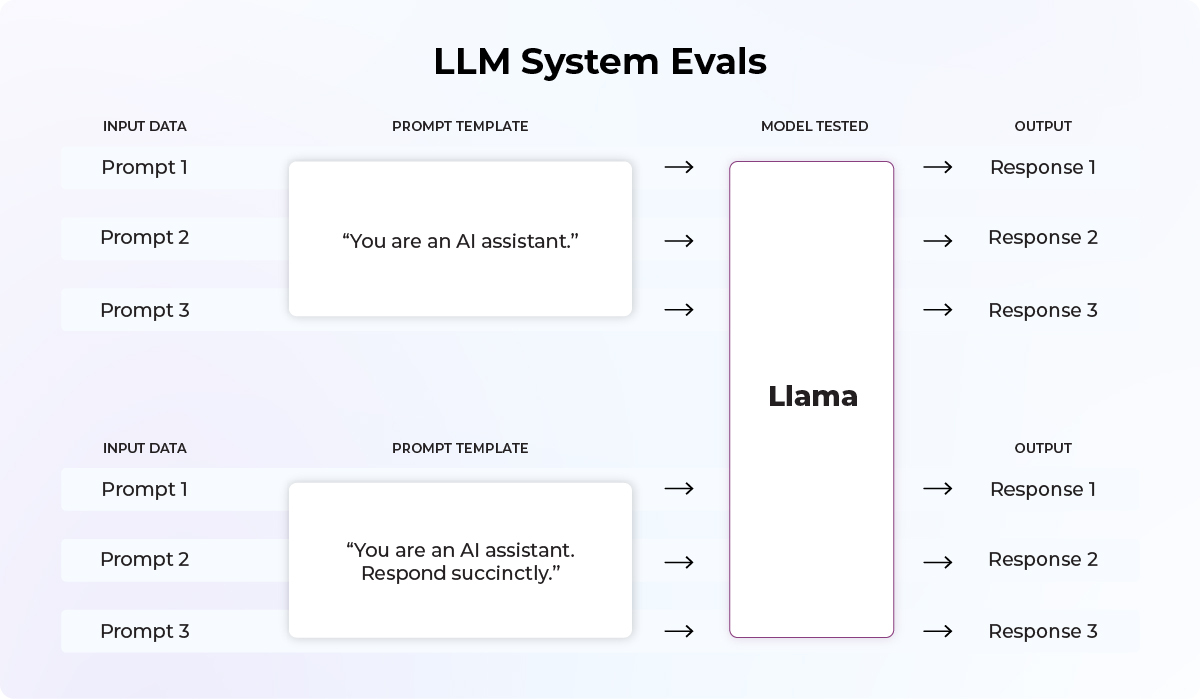 LLM System Evals
INPUT DATA
PROMPT TEMPLATE
MODEL TESTED
OUTPUT
Prompt 1
Response 1
Prompt 2
“You are an AI assistant.”
Response 2
Prompt 3
Response 3
Llama
INPUT DATA
PROMPT TEMPLATE
OUTPUT
Prompt 1
Response 1
Prompt 2
“You are an AI assistant.
Respond succinctly.”
Response 2
Prompt 3
Response 3